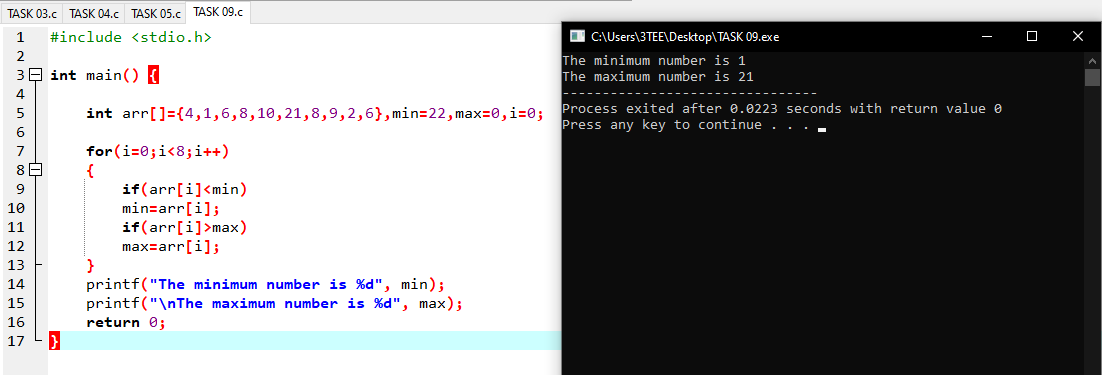 TASK 03.c TASK 04.c TASK 05.c TASK 09.c
1 #include <stdio.h>
2
3 int main() {
4
5 int arr[]={4,1,6,8,10,21,8,9,2,6},min=22,max=0,i=0;
6
7 for(i=0;i<8;i++)
8 {
9 if(arr[i]<min)
10 min=arr[i];
11 if(arr[i]>max)
12 max=arr[i];
13 }
14 printf("The minimum number is %d", min);
15 printf("\nThe maximum number is %d", max);
16 return 0;
17 }
C:\Users\3TEE\Desktop\TASK 09.exe
The minimum number is 1
The maximum number is 21
--------------------------------
Process exited after 0.0223 seconds with return value 0
Press any key to continue . . .